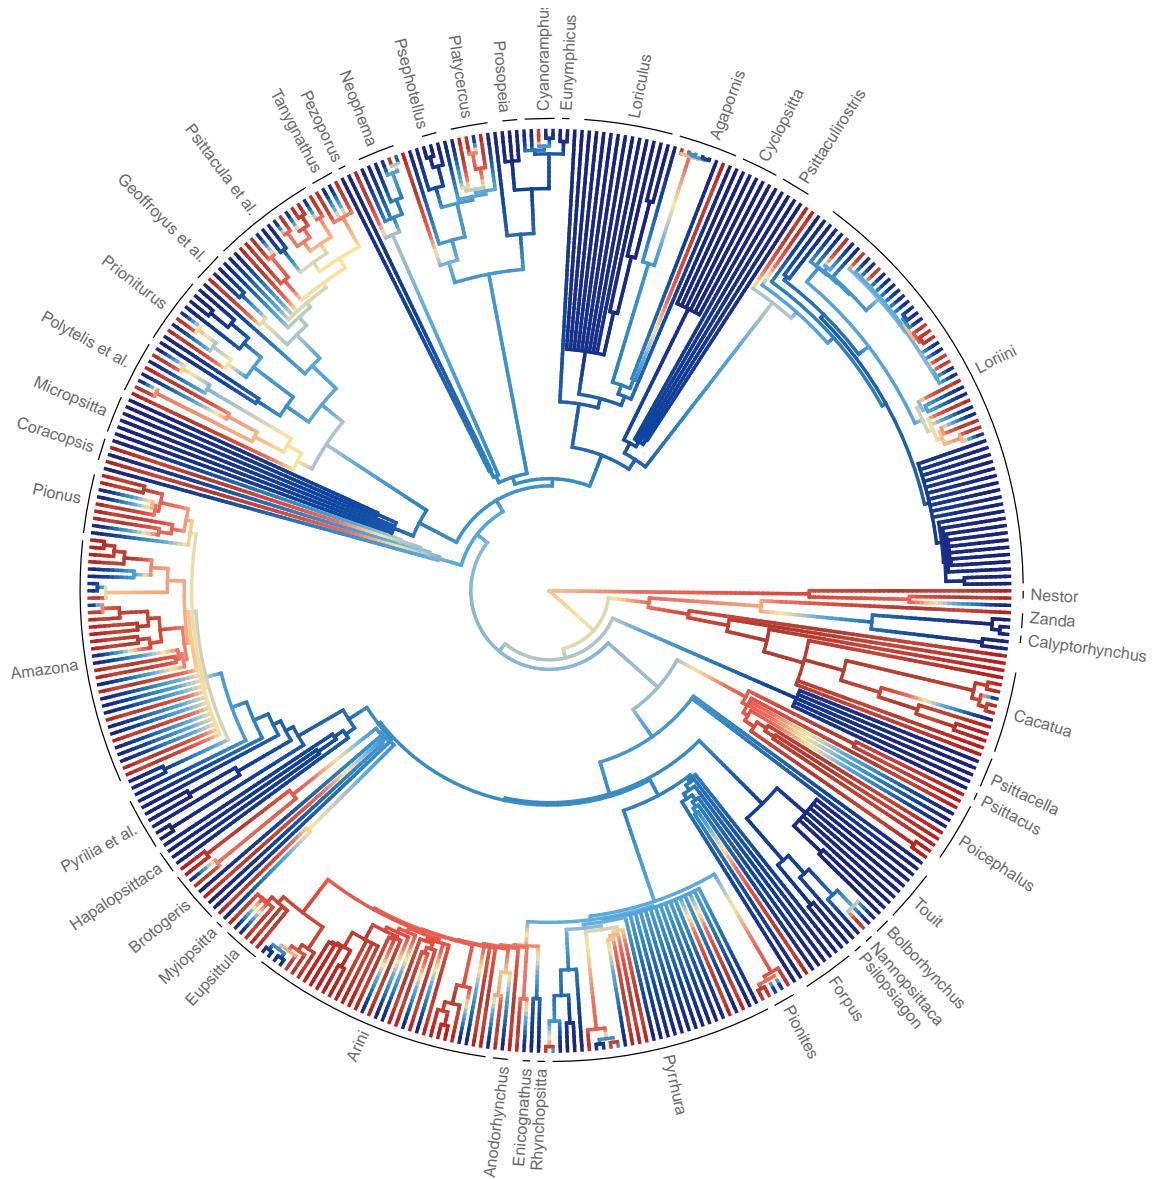 Eunymphicus
Loriculus
Agapornis
Cyclopsitta
Psittaculirostris
Loriini
Nestor
Zanda
Calyptorhynchus
Cacatua
Psittacella
Psittacus
Poicephalus
Touit
Bolborhynchus
Nannopsittaca
Psilopsiagon
Forpus
Pionites
Pyrrhura
Rhynchopsitta
Enicognathus
Anodorhynchus
Arini
Eupsittula
Myiopsitta
Brotogeris
Hapalopsittaca
Pyrilia et al.
Amazona
Pionus
Coracopsis
Micropsitta
Polytelis et al.
Prioniturus
Geoffroyus et al.
Psittacula et al.
Tanygnathus
Pezoporus
Neophema
Psephotellus
Platycercus
Prosopeia
Cyanoramphus